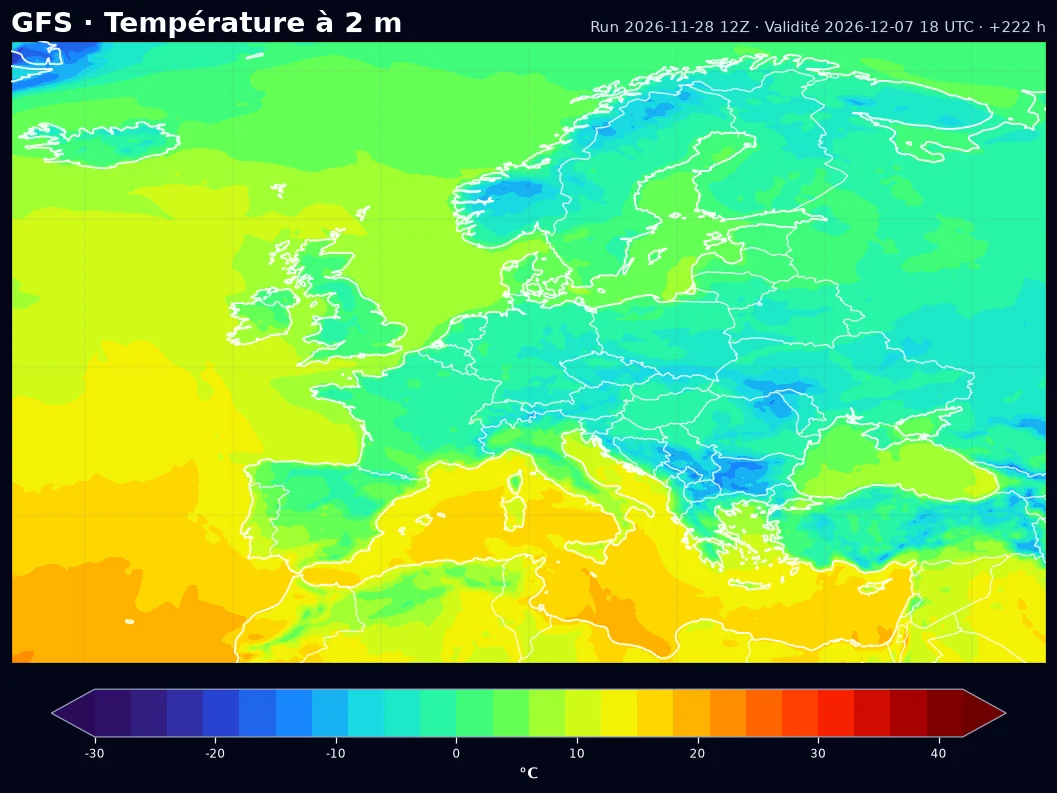 GFS · Température à 2 m
Run 2026-11-28 12Z · Validité 2026-12-07 18 UTC · +222 h
-30 -20 -10 0 10 20 30 40
°C